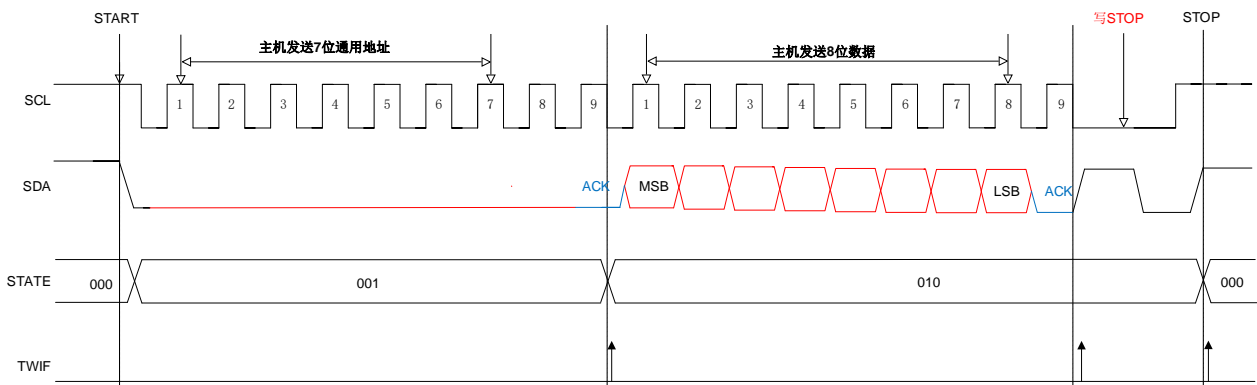 START 写STOP STOP
主机发送7位通用地址 主机发送8位数据
SCL 1 2 3 4 5 6 7 8 9 1 2 3 4 5 6 7 8 9
SDA ACK MSB LSB ACK
STATE 000 001 010 000
TWIF